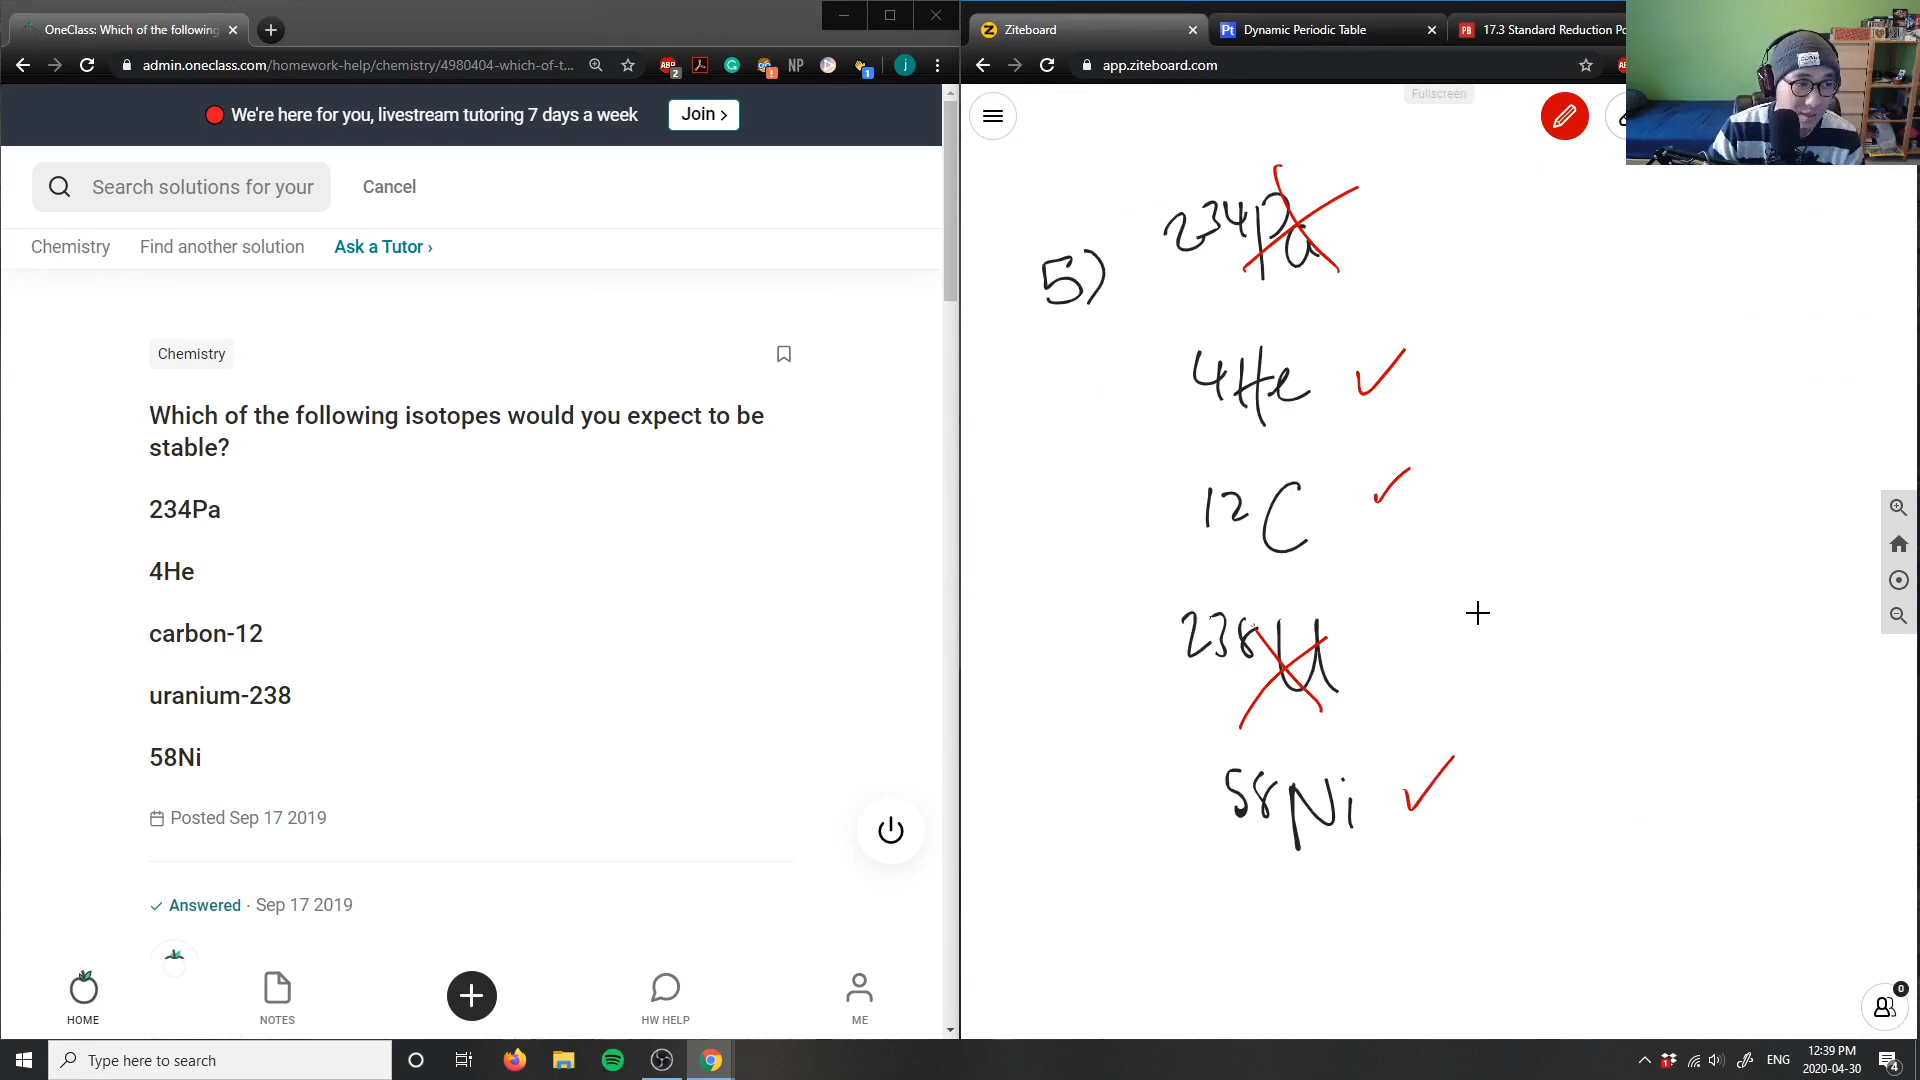 OneClass: Which of the following
admin.oneclass.com/homework-help/chemistry/4980404-which-of-t...
We're here for you, livestream tutoring 7 days a week
Join ›
Search solutions for your
Cancel
Chemistry
Find another solution
Ask a Tutor ›
Chemistry
Which of the following isotopes would you expect to be
stable?
234Pa
4He
carbon-12
uranium-238
58Ni
Posted Sep 17 2019
Answered · Sep 17 2019
HOME
NOTES
HW HELP
ME
Ziteboard
Dynamic Periodic Table
17.3 Standard Reduction Po
app.ziteboard.com
Fullscreen
234Pa
5)
4He
12C
238U
58Ni
0
Type here to search
ENG
12:39 PM
2020-04-30
4